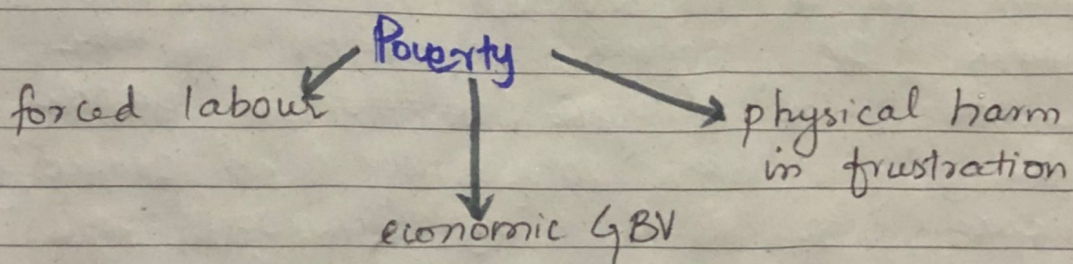 Poverty
forced labour
physical harm
in frustration
economic GBV